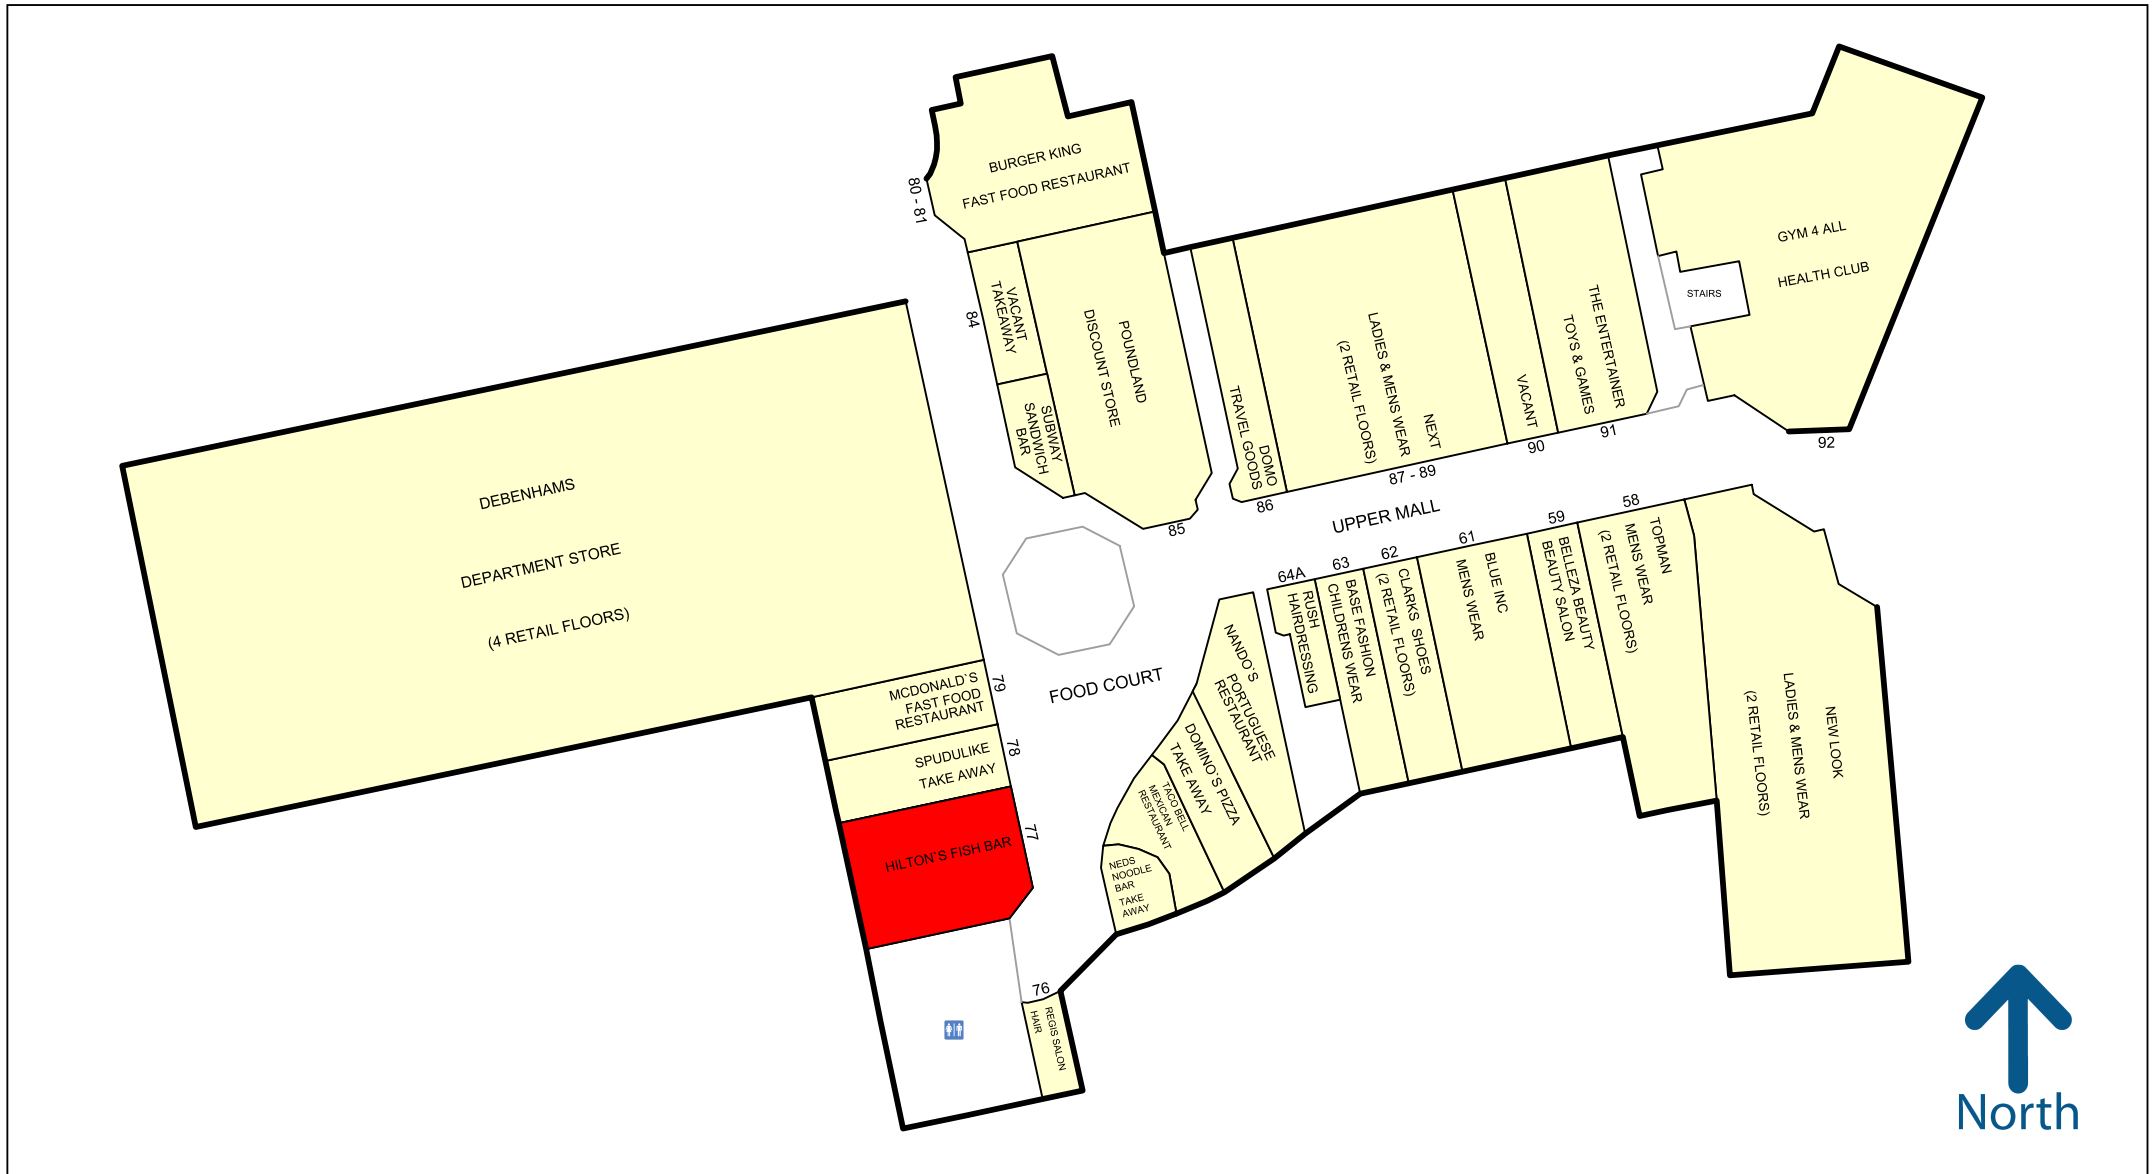 BURGER KING
FAST FOOD RESTAURANT
80 - 81
VACANT
TAKEAWAY
84
SUBWAY
SANDWICH
BAR
POUNDLAND
DISCOUNT STORE
85
DOMO
TRAVEL GOODS
86
NEXT
LADIES & MENS WEAR
(2 RETAIL FLOORS)
87 - 89
VACANT
90
THE ENTERTAINER
TOYS & GAMES
91
STAIRS
GYM 4 ALL
HEALTH CLUB
92
DEBENHAMS
DEPARTMENT STORE
(4 RETAIL FLOORS)
UPPER MALL
FOOD COURT
MCDONALD`S
FAST FOOD
RESTAURANT
79
SPUDULIKE
TAKE AWAY
78
HILTON`S FISH BAR
77
76
REGIS SALON
HAIR
NEDS
NOODLE
BAR
TAKE
AWAY
TACO BELL
MEXICAN
RESTAURANT
DOMINO`S PIZZA
TAKE AWAY
NANDO`S
PORTUGUESE
RESTAURANT
64A
RUSH
HAIRDRESSING
63
BASE FASHION
CHILDRENS WEAR
62
CLARKS SHOES
(2 RETAIL FLOORS)
61
BLUE INC
MENS WEAR
59
BELLEZA BEAUTY
BEAUTY SALON
58
TOPMAN
MENS WEAR
(2 RETAIL FLOORS)
NEW LOOK
LADIES & MENS WEAR
(2 RETAIL FLOORS)
North